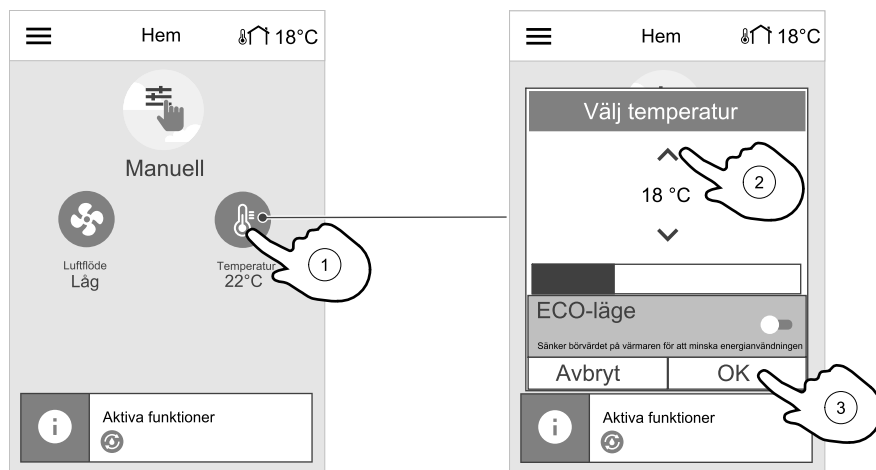 Hem
18°C
Manuell
Luftflöde
Låg
Temperatur
22°C
1
i
Aktiva funktioner
Hem
18°C
Välj temperatur
18 °C
2
ECO-läge
Sänker börvärdet på värmaren för att minska energianvändningen
Avbryt
OK
3
i
Aktiva funktioner